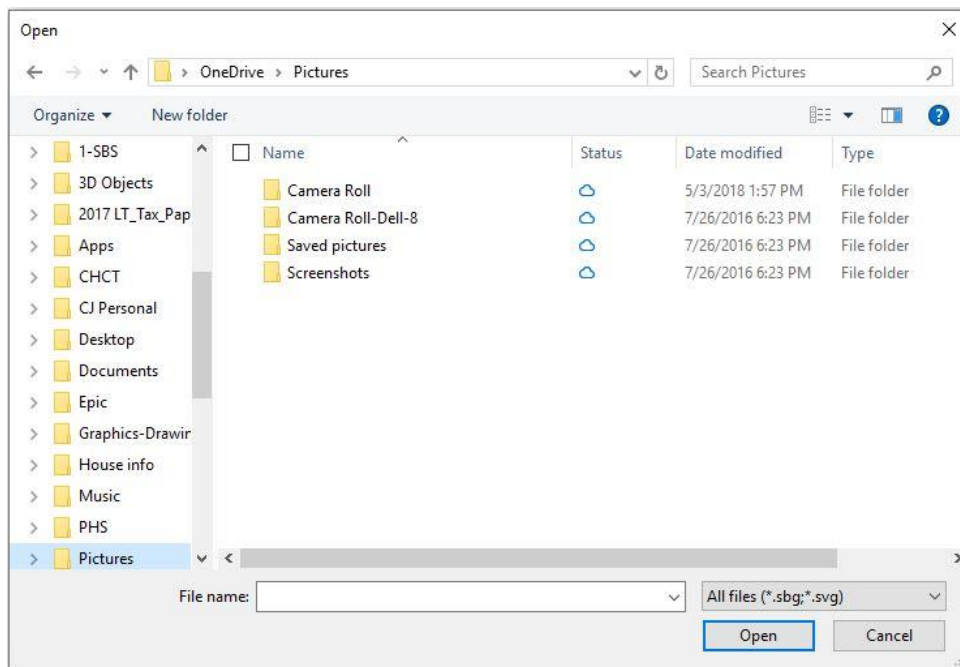 Open
OneDrive > Pictures
Search Pictures
Organize
New folder
?
Name Status Date modified Type
1-SBS
3D Objects
2017 LT_Tax_Pap
Apps
CHCT
CJ Personal
Desktop
Documents
Epic
Graphics-Drawin
House info
Music
PHS
Pictures
Camera Roll 5/3/2018 1:57 PM File folder
Camera Roll-Dell-8 7/26/2016 6:23 PM File folder
Saved pictures 7/26/2016 6:23 PM File folder
Screenshots 7/26/2016 6:23 PM File folder
File name:
All files (*.sbg;*.svg)
Open
Cancel